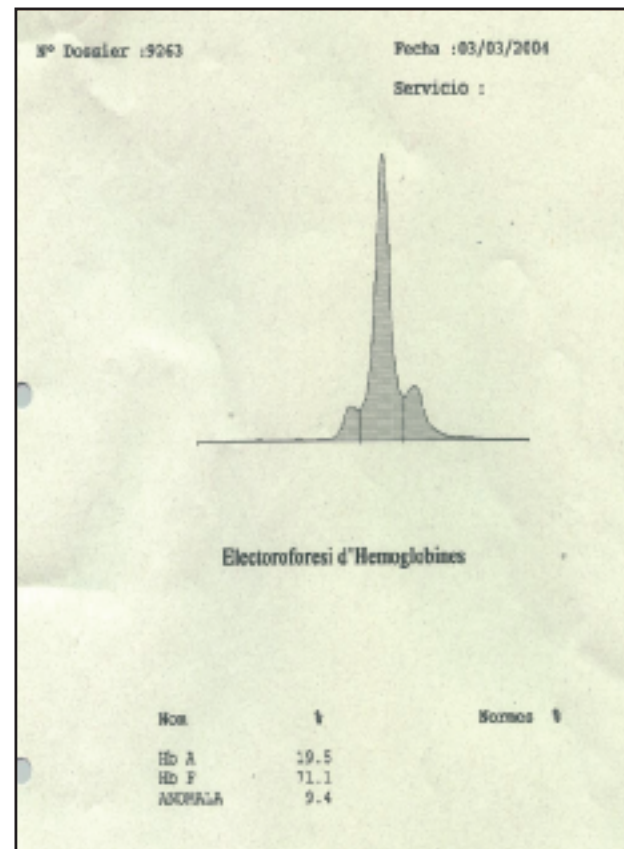 Nº Dossier :9263 Fecha :03/03/2004
Servicio :
Electoroforesi d'Hemoglobines
Nom % Normos %
Hb A 19.5
Hb F 71.1
ANOMALA 9.4